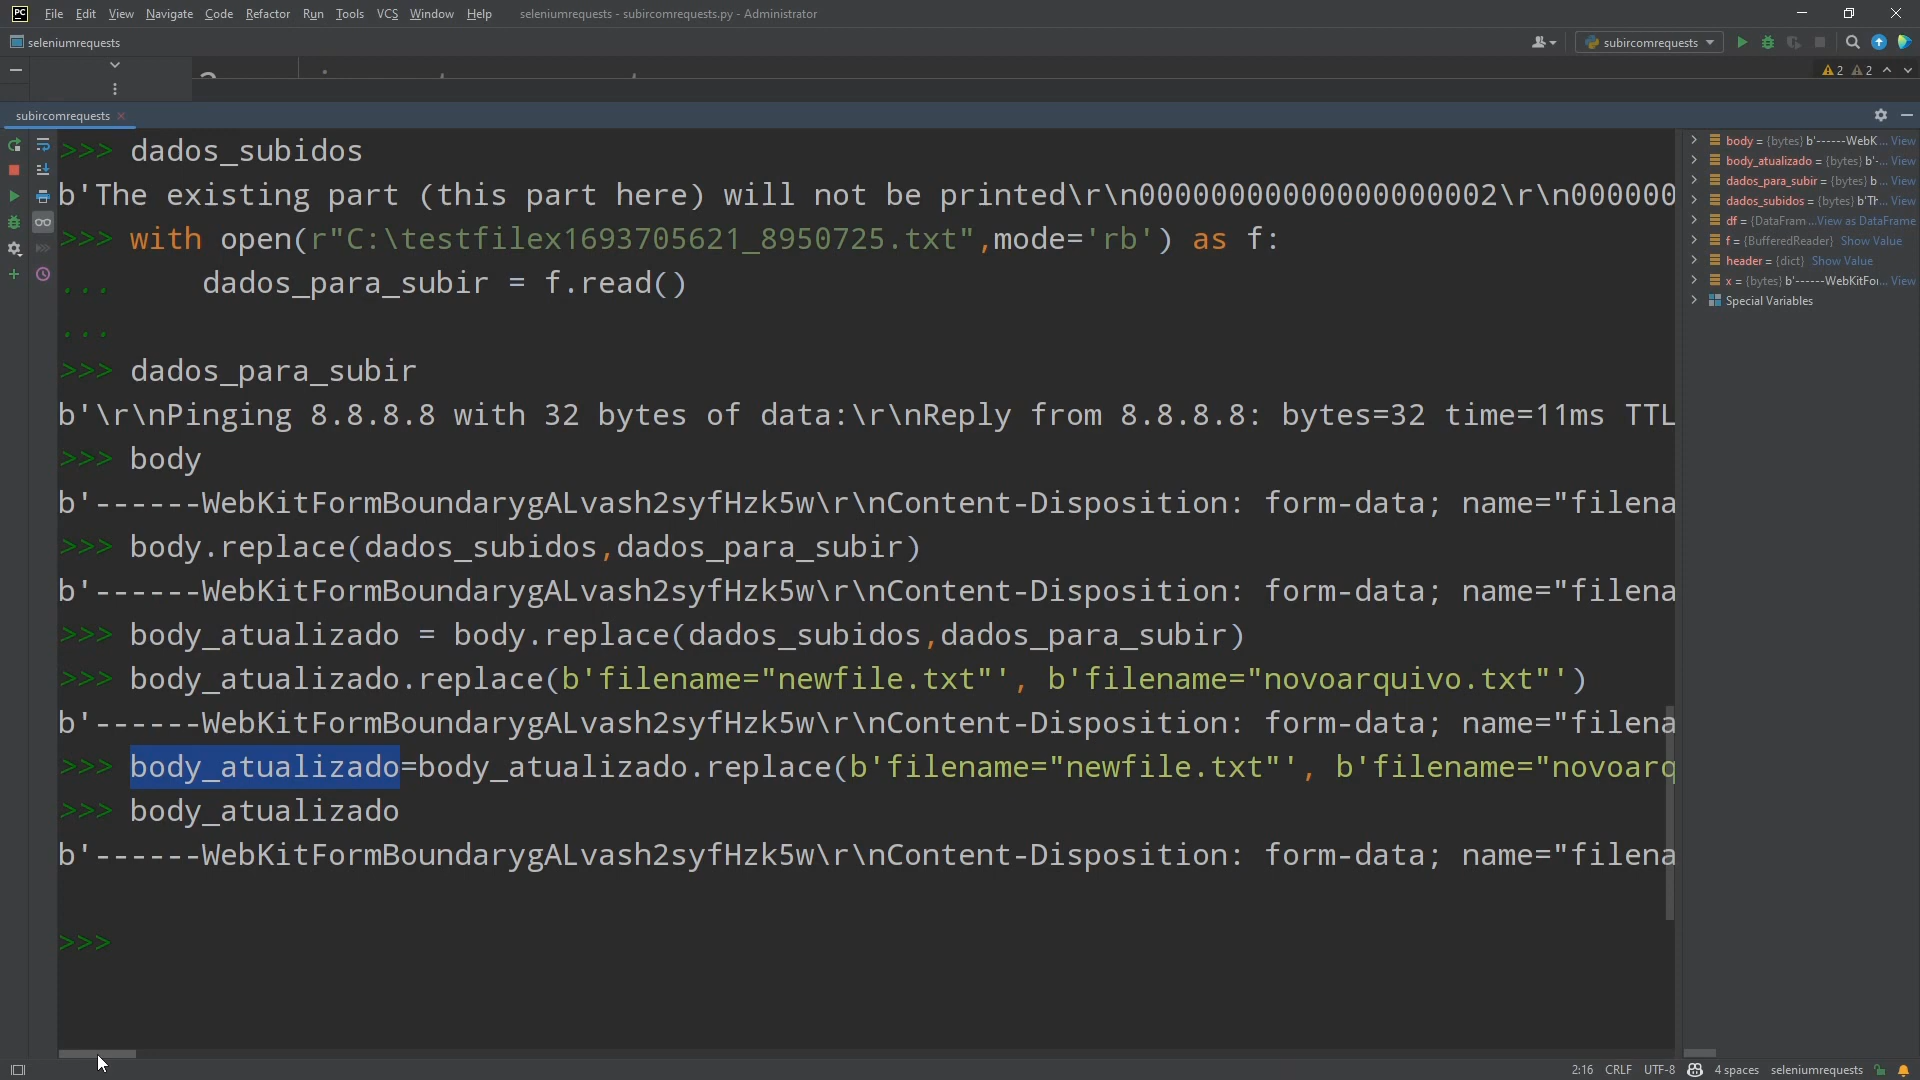 File Edit View Navigate Code Refactor Run Tools VCS Window Help seleniumrequests - subircomrequests.py - Administrator
seleniumrequests
subircomrequests
2 2
subircomrequests
>>> dados_subidos
b'The existing part (this part here) will not be printed\r\n00000000000000000002\r\n000000
>>> with open(r"C:\testfilex1693705621_8950725.txt",mode='rb') as f:
... dados_para_subir = f.read()
...
>>> dados_para_subir
b'\r\nPinging 8.8.8.8 with 32 bytes of data:\r\nReply from 8.8.8.8: bytes=32 time=11ms TTL
>>> body
b'------WebKitFormBoundarygALvash2syfHzk5w\r\nContent-Disposition: form-data; name="filena
>>> body.replace(dados_subidos,dados_para_subir)
b'------WebKitFormBoundarygALvash2syfHzk5w\r\nContent-Disposition: form-data; name="filena
>>> body_atualizado = body.replace(dados_subidos,dados_para_subir)
>>> body_atualizado.replace(b'filename="newfile.txt"', b'filename="novoarquivo.txt"')
b'------WebKitFormBoundarygALvash2syfHzk5w\r\nContent-Disposition: form-data; name="filena
>>> body_atualizado=body_atualizado.replace(b'filename="newfile.txt"', b'filename="novoarq
>>> body_atualizado
b'------WebKitFormBoundarygALvash2syfHzk5w\r\nContent-Disposition: form-data; name="filena
>>>
body = {bytes} b'------WebK... View
body_atualizado = {bytes} b'-... View
dados_para_subir = {bytes} b... View
dados_subidos = {bytes} b'Th... View
df = {DataFram...View as DataFrame
f = {BufferedReader} Show Value
header = {dict} Show Value
x = {bytes} b'------WebKitFor... View
Special Variables
2:16 CRLF UTF-8 4 spaces seleniumrequests